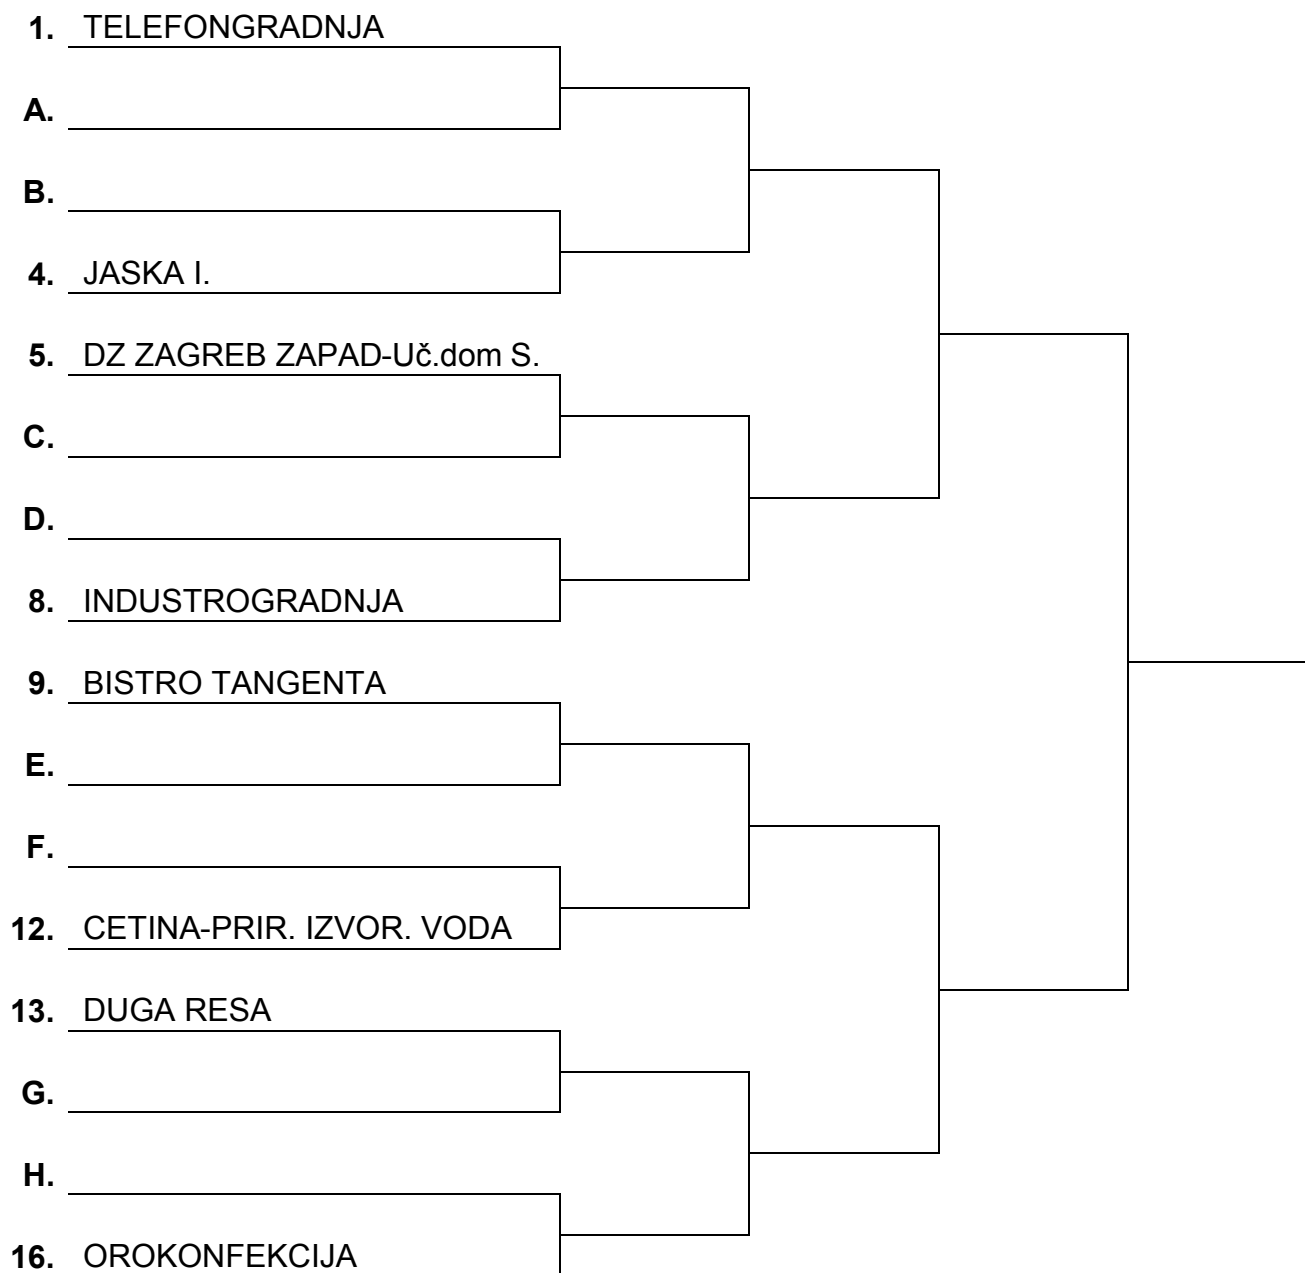 1. TELEFONGRADNJA
A.
B.
4. JASKA I.
5. DZ ZAGREB ZAPAD-Uč.dom S.
C.
D.
8. INDUSTROGRADNJA
9. BISTRO TANGENTA
E.
F.
12. CETINA-PRIR. IZVOR. VODA
13. DUGA RESA
G.
H.
16. OROKONFEKCIJA